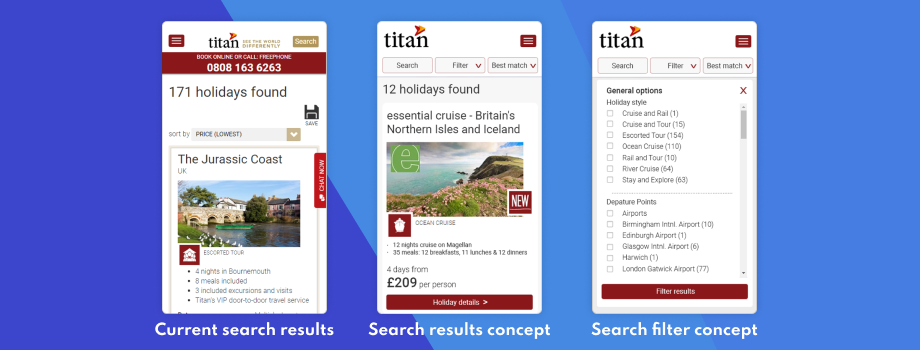 titan
SEE THE WORLD
DIFFERENTLY
Search
BOOK ONLINE OR CALL: FREEPHONE
0808 163 6263
171 holidays found
SAVE
sort by
PRICE (LOWEST)
The Jurassic Coast
UK
CHAT NOW
ESCORTED TOUR
4 nights in Bournemouth
8 meals included
3 included excursions and visits
Titan's VIP door-to-door travel service
Current search results
titan
Search
Filter
Best match
12 holidays found
essential cruise - Britain's
Northern Isles and Iceland
e
NEW
OCEAN CRUISE
12 nights cruise on Magellan
35 meals: 12 breakfasts, 11 lunches & 12 dinners
4 days from
£209 per person
Holiday details >
Search results concept
titan
Search
Filter
Best match
General options
X
Holiday style
Cruise and Rail (1)
Cruise and Tour (15)
Escorted Tour (154)
Ocean Cruise (110)
Rail and Tour (10)
River Cruise (64)
Stay and Explore (63)
Depature Points
Airports
Birmingham Intnl. Airport (10)
Edinburgh Airport (1)
Glasgow Intnl. Airport (6)
Harwich (1)
London Gatwick Airport (77)
Filter results
Search filter concept